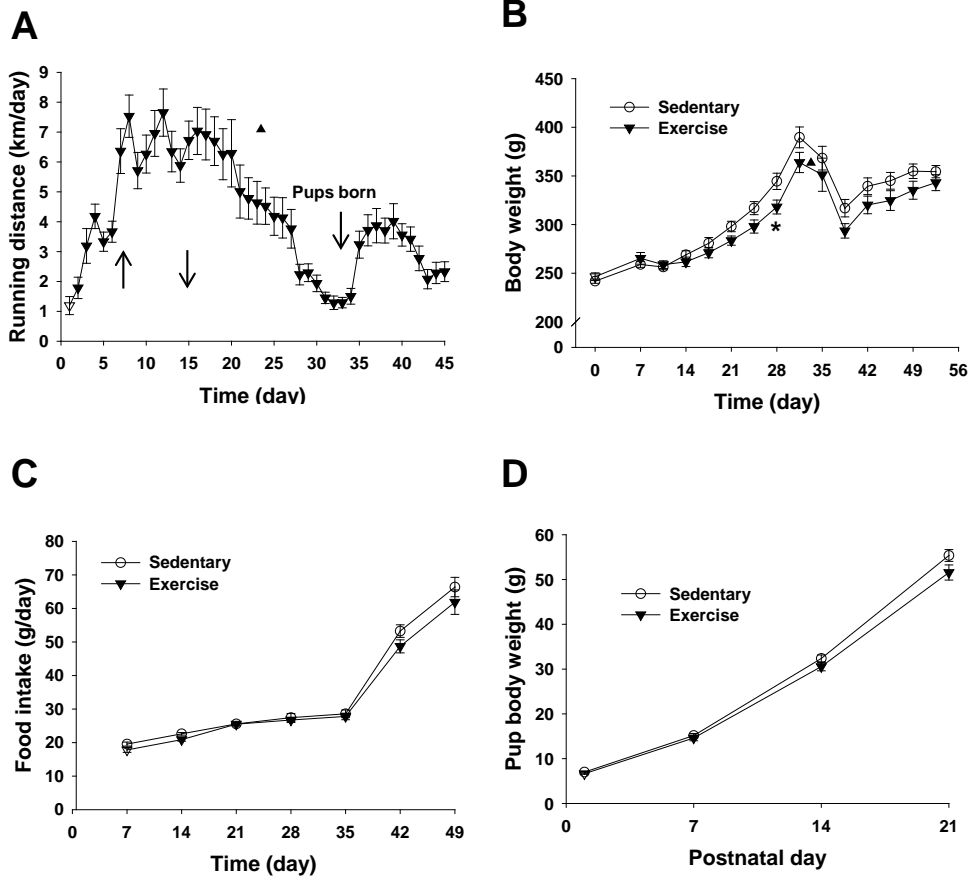 A
Running distance (km/day)
9
8
7
6
5
4
3
2
1
0
Pups born
0 5 10 15 20 25 30 35 40 45
Time (day)
B
Body weight (g)
450
400
350
300
250
200
Sedentary
Exercise
*
0 7 14 21 28 35 42 49 56
Time (day)
C
Food intake (g/day)
80
70
60
50
40
30
20
10
0
Sedentary
Exercise
0 7 14 21 28 35 42 49
Time (day)
D
Pup body weight (g)
60
50
40
30
20
10
0
Sedentary
Exercise
0 7 14 21
Postnatal day